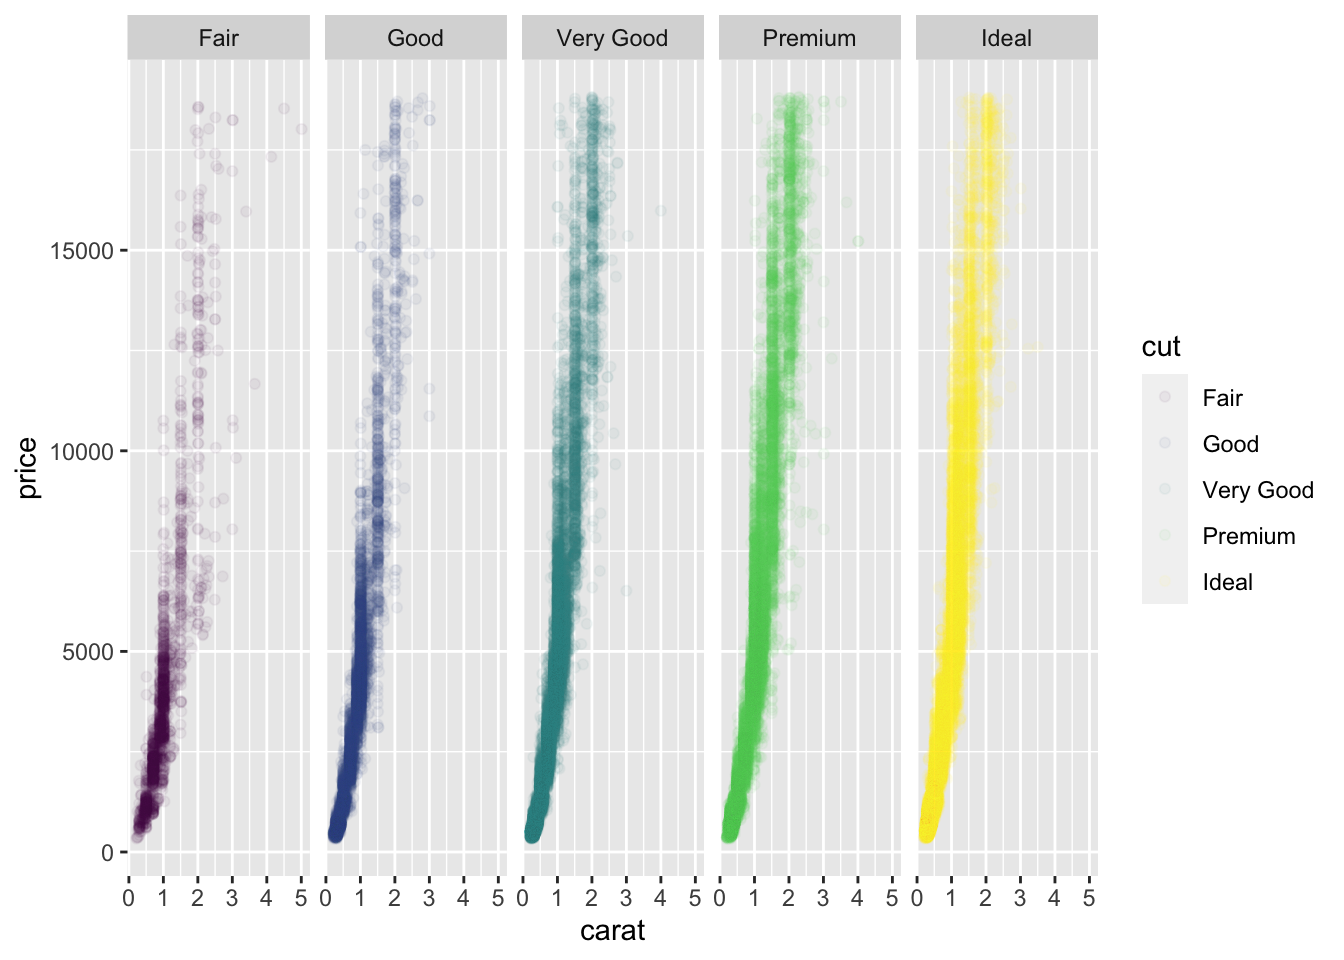 Fair Good Very Good Premium Ideal
15000
10000
5000
0
price
0 1 2 3 4 5 0 1 2 3 4 5 0 1 2 3 4 5 0 1 2 3 4 5 0 1 2 3 4 5
carat
cut
Fair
Good
Very Good
Premium
Ideal